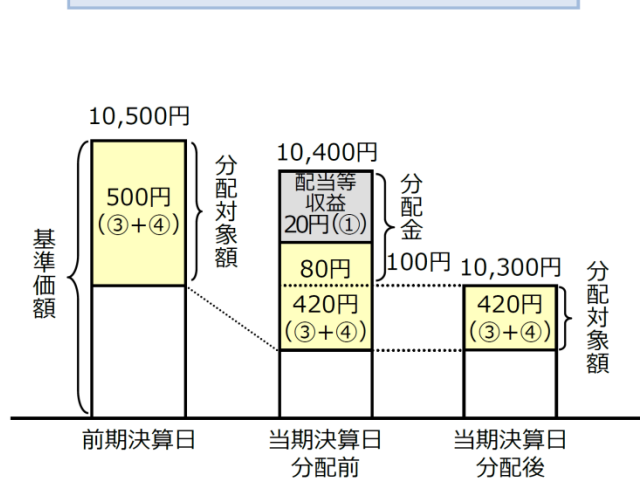 10,500円
500円
(③+④)
分配対象額
基準価額
前期決算日
10,400円
配当等
収益
20円(①)
分配金
100円
80円
420円
(③+④)
当期決算日
分配前
10,300円
420円
(③+④)
分配対象額
当期決算日
分配後